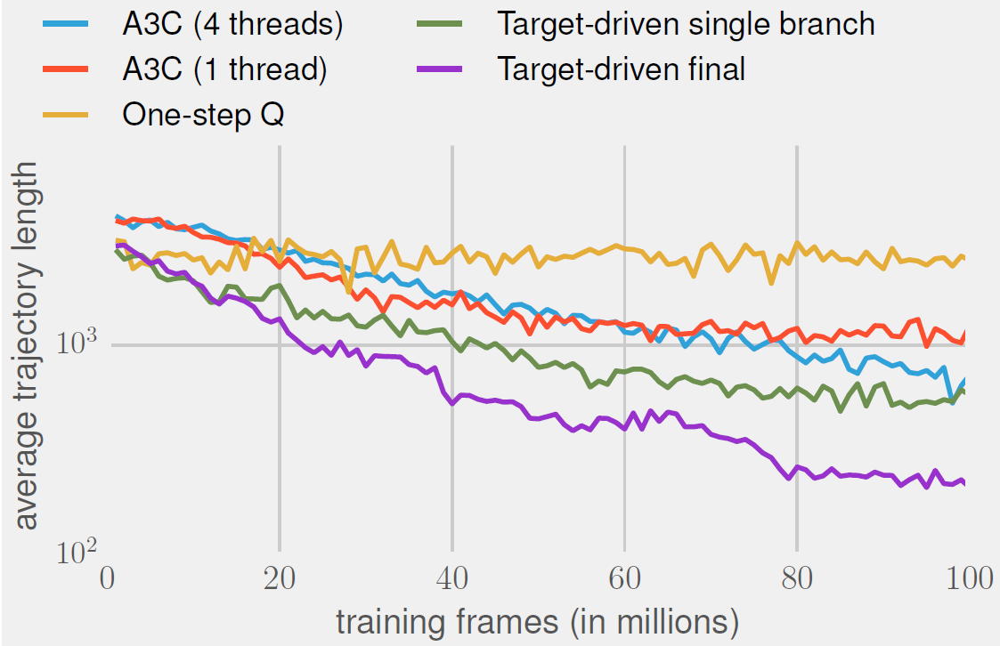 A3C (4 threads)
Target-driven single branch
A3C (1 thread)
Target-driven final
One-step Q
average trajectory length
10³
10²
0 20 40 60 80 100
training frames (in millions)